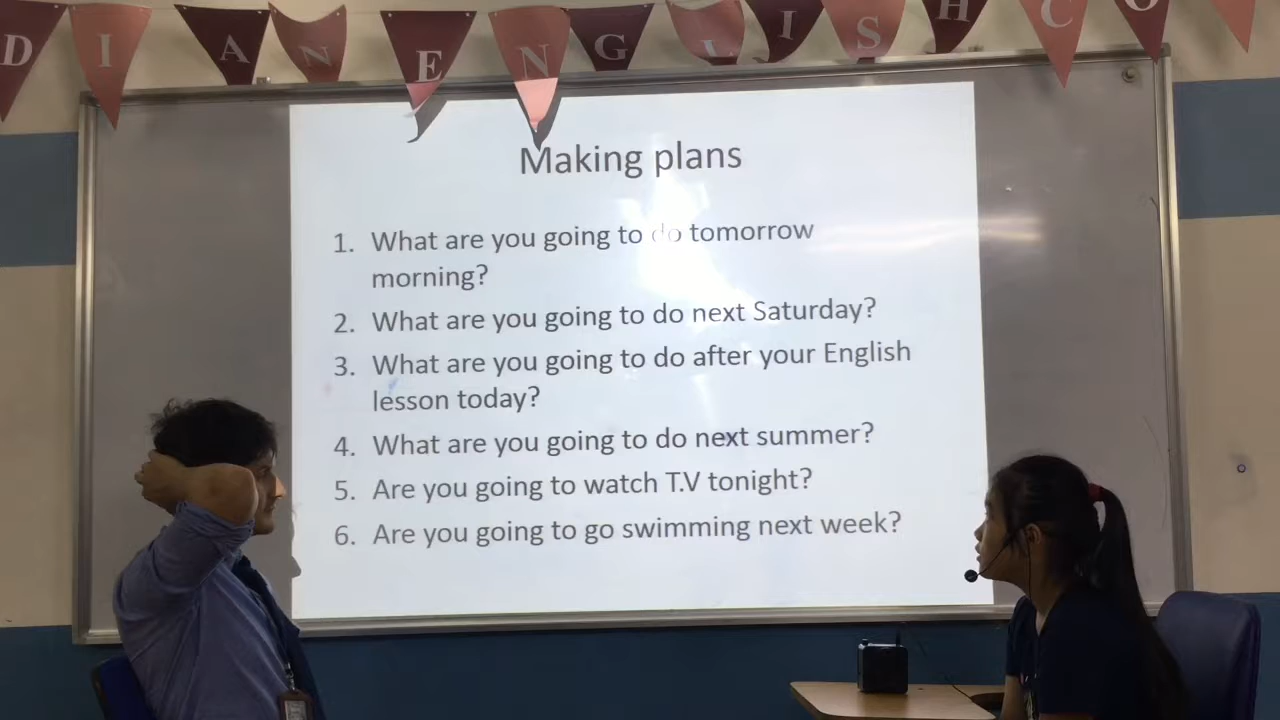 DIAN ENGLISH CO
Making plans
1. What are you going to do tomorrow
morning?
2. What are you going to do next Saturday?
3. What are you going to do after your English
lesson today?
4. What are you going to do next summer?
5. Are you going to watch T.V tonight?
6. Are you going to go swimming next week?